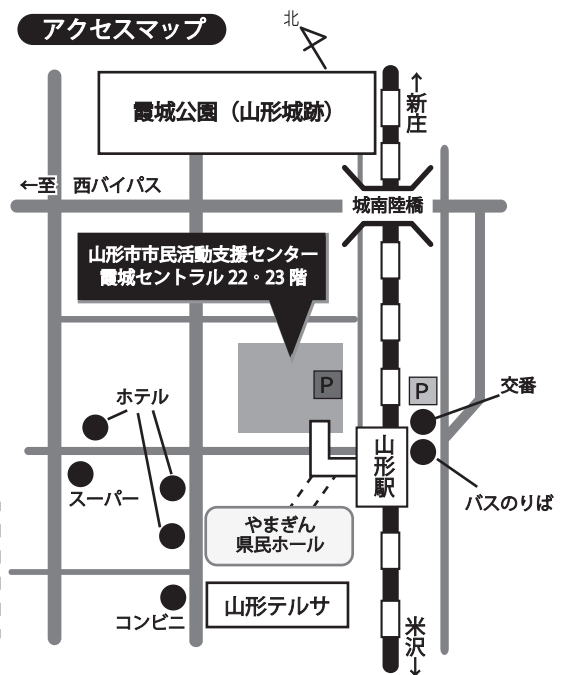 アクセスマップ
北
霞城公園（山形城跡）
↑新庄
←至　西バイパス
城南陸橋
山形市市民活動支援センター
霞城セントラル 22・23 階
P
P
交番
ホテル
山形駅
スーパー
バスのりば
やまぎん
県民ホール
山形テルサ
コンビニ
米沢↓